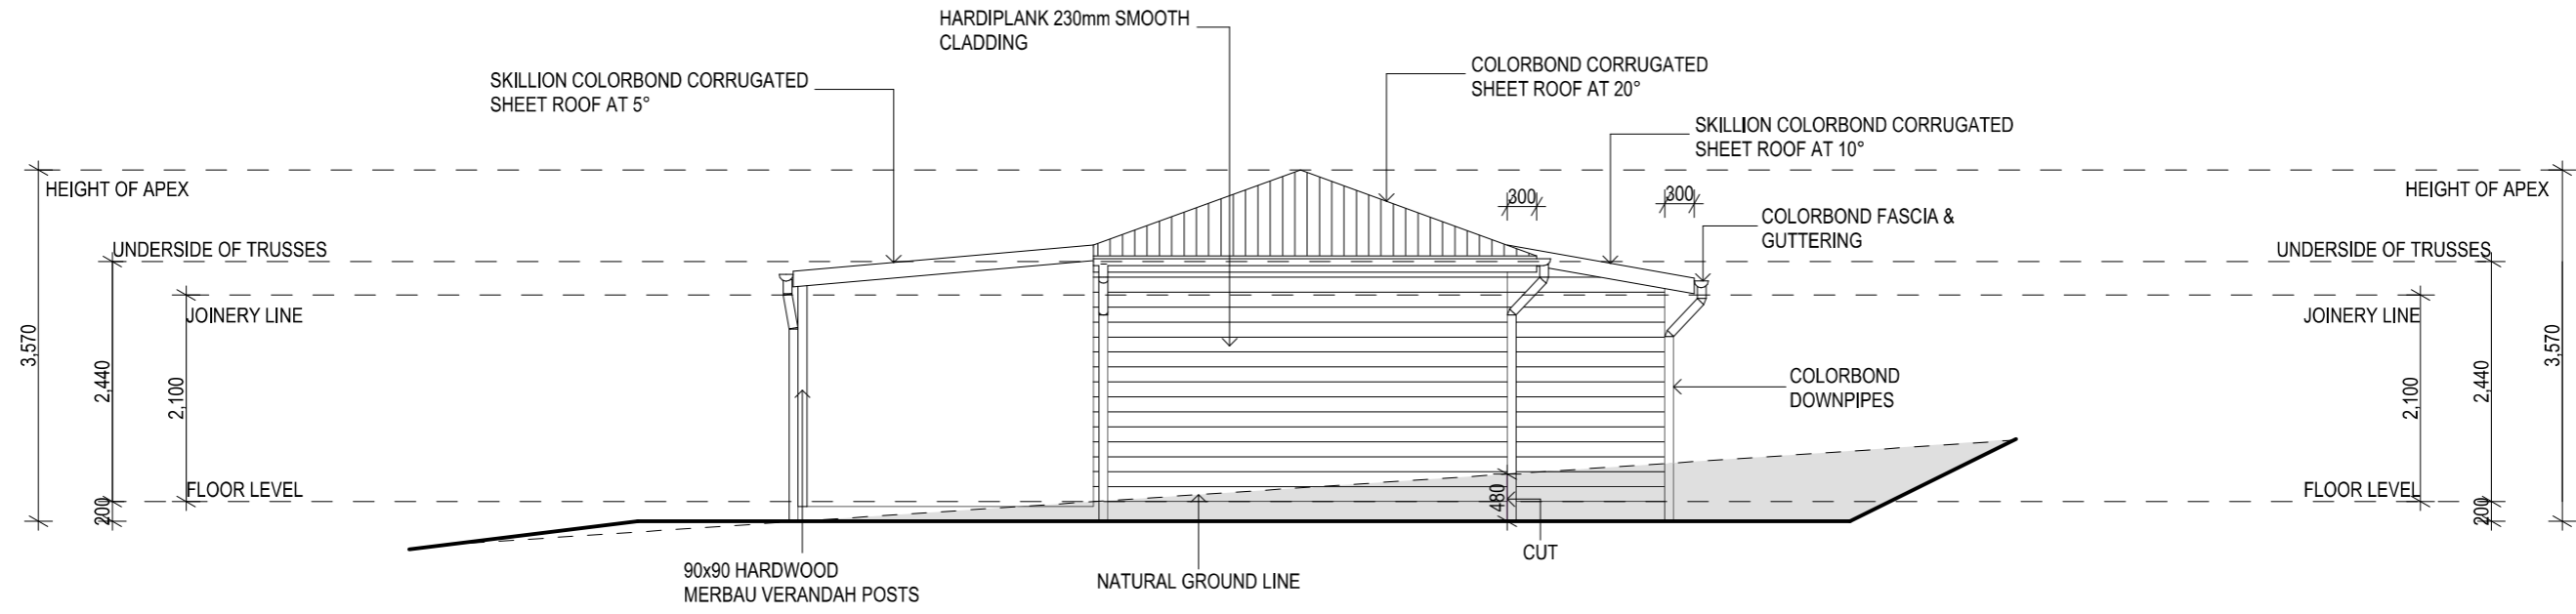 HARDIPLANK 230mm SMOOTH
CLADDING
SKILLION COLORBOND CORRUGATED
SHEET ROOF AT 5°
COLORBOND CORRUGATED
SHEET ROOF AT 20°
SKILLION COLORBOND CORRUGATED
SHEET ROOF AT 10°
HEIGHT OF APEX
300
300
HEIGHT OF APEX
COLORBOND FASCIA &
GUTTERING
UNDERSIDE OF TRUSSES
UNDERSIDE OF TRUSSES
JOINERY LINE
JOINERY LINE
3,570
2,440
2,100
COLORBOND
DOWNPIPES
2,100
2,440
3,570
FLOOR LEVEL
FLOOR LEVEL
200
480
200
CUT
90x90 HARDWOOD
MERBAU VERANDAH POSTS
NATURAL GROUND LINE